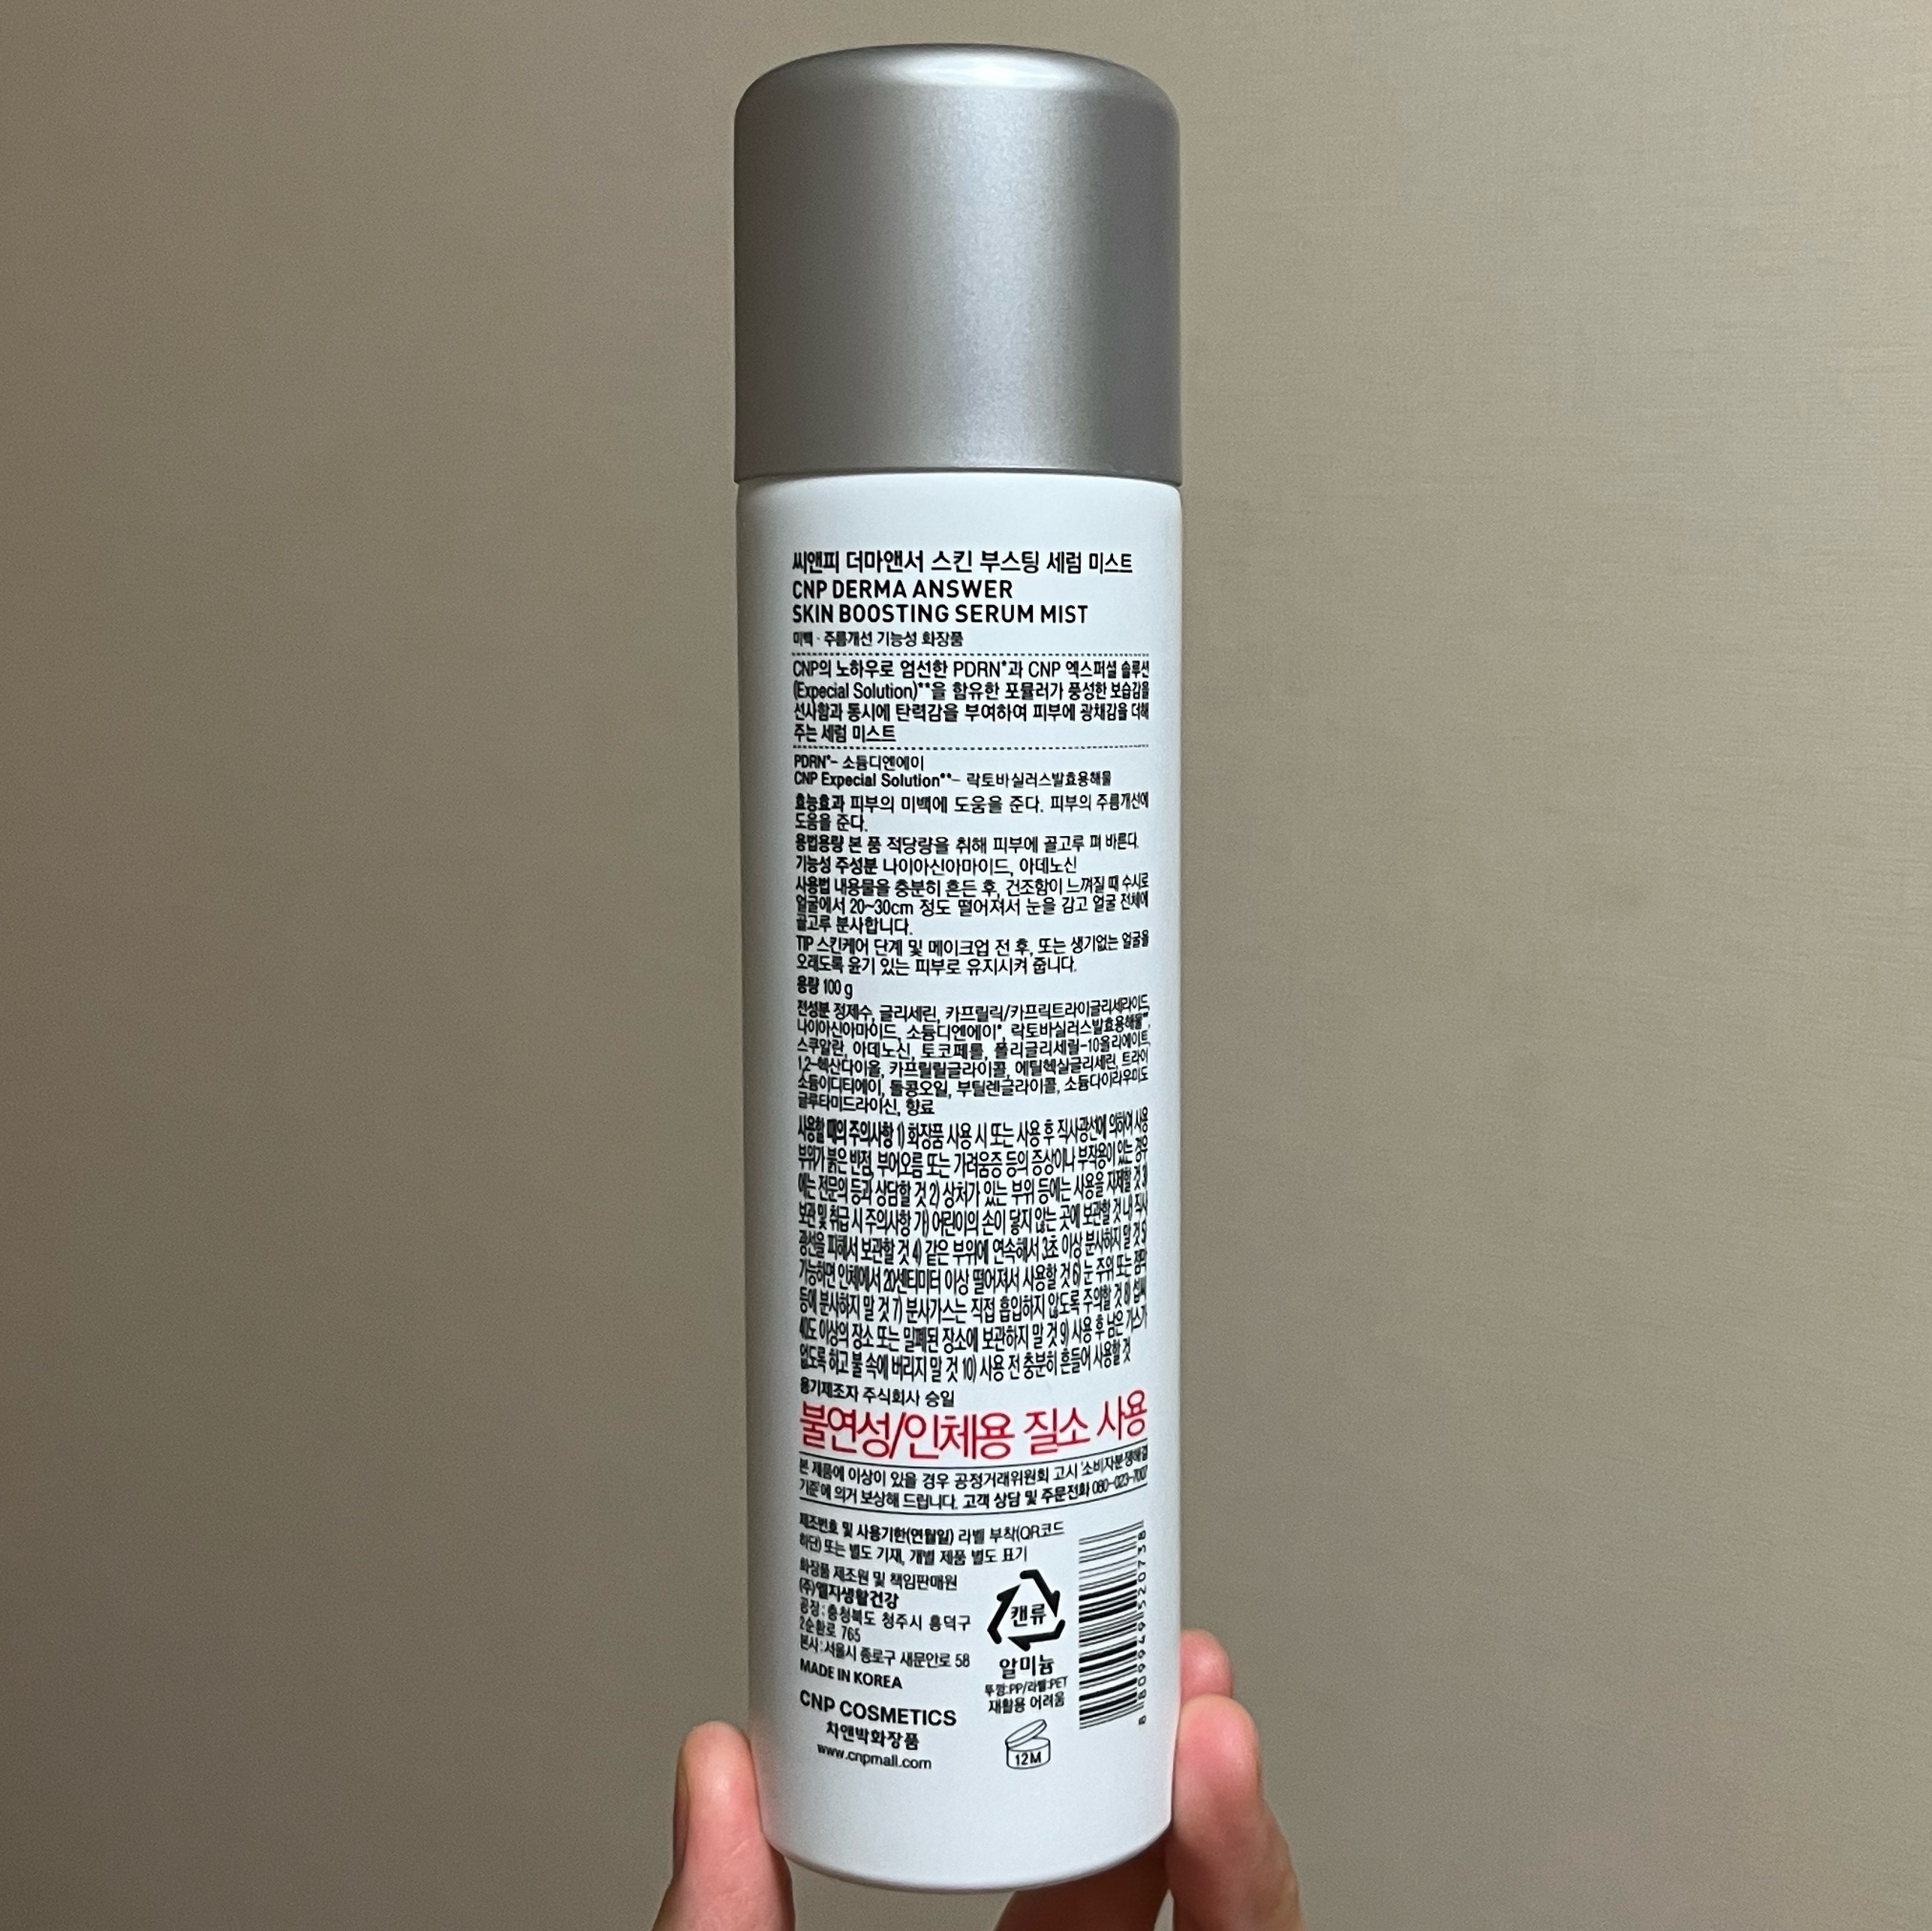 씨앤피 더마앤서 스킨 부스팅 세럼 미스트
CNP DERMA ANSWER
SKIN BOOSTING SERUM MIST
미백 · 주름개선 기능성 화장품
CNP의 노하우로 엄선한 PDRN*과 CNP 엑스퍼셜 솔루션
(Expecial Solution)**을 함유한 포뮬러가 풍성한 보습감을
선사함과 동시에 탄력감을 부여하여 피부에 광채감을 더해
주는 세럼 미스트
PDRN*- 소듐디엔에이
CNP Expecial Solution**- 락토바실러스발효용해물
효능효과 피부의 미백에 도움을 준다. 피부의 주름개선에
도움을 준다.
용법용량 본 품 적당량을 취해 피부에 골고루 펴 바른다.
기능성 주성분 나이아신아마이드, 아데노신
사용법 내용물을 충분히 흔든 후, 건조함이 느껴질 때 수시로
얼굴에서 20~30cm 정도 떨어져서 눈을 감고 얼굴 전체에
골고루 분사합니다.
TIP 스킨케어 단계 및 메이크업 전 후, 또는 생기없는 얼굴을
오래도록 윤기 있는 피부로 유지시켜 줍니다.
용량 100 g
전성분 정제수, 글리세린, 카프릴릭/카프릭트라이글리세라이드,
나이아신아마이드, 소듐디엔에이*, 락토바실러스발효용해물**,
스쿠알란, 아데노신, 토코페롤, 폴리글리세릴-10올리에이트,
1,2-헥산다이올, 카프릴릴글라이콜, 에틸헥실글리세린, 트라이
소듐이디티에이, 돌콩오일, 부틸렌글라이콜, 소듐다이라우미도
글루타미드라이신, 향료
사용할 때의 주의사항 1) 화장품 사용 시 또는 사용 후 직사광선에 의하여 사용
부위가 붉은 반점, 부어오름 또는 가려움증 등의 증상이나 부작용이 있는 경우
에는 전문의 등과 상담할 것 2) 상처가 있는 부위 등에는 사용을 자제할 것 3)
보관 및 취급 시 주의사항 가) 어린이의 손이 닿지 않는 곳에 보관할 것 나) 직사
광선을 피해서 보관할 것 4) 같은 부위에 연속해서 3초 이상 분사하지 말 것 5)
가능하면 인체에서 20센티미터 이상 떨어져서 사용할 것 6) 눈 주위 또는 점막
등에 분사하지 말 것 7) 분사가스는 직접 흡입하지 않도록 주의할 것 8) 섭씨
40도 이상의 장소 또는 밀폐된 장소에 보관하지 말 것 9) 사용 후 남은 가스가
없도록 하고 불 속에 버리지 말 것 10) 사용 전 충분히 흔들어 사용할 것
용기제조자 주식회사 승일
불연성/인체용 질소 사용
본 제품에 이상이 있을 경우 공정거래위원회 고시 '소비자분쟁해결
기준'에 의거 보상해 드립니다. 고객 상담 및 주문전화 080-023-7007
제조번호 및 사용기한(연월일) 라벨 부착(QR코드
하단) 또는 별도 기재, 개별 제품 별도 표기
화장품 제조원 및 책임판매원
(주)엘지생활건강
공장:충청북도 청주시 흥덕구
2순환로 765
본사:서울시 종로구 새문안로 58
MADE IN KOREA
CNP COSMETICS
차앤박화장품
www.cnpmall.com
캔류
알미늄
뚜껑:PP/라벨:PET
재활용 어려움
12M
8809949520738